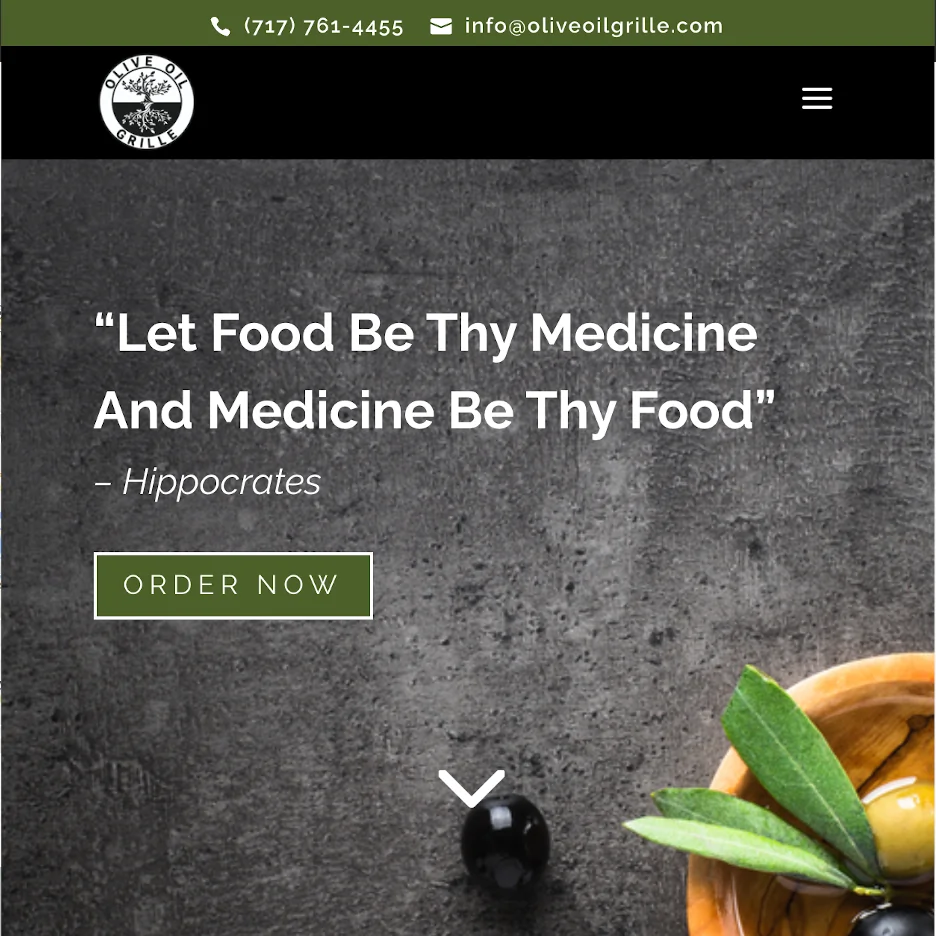 (717) 761-4455 info@oliveoilgrille.com
OLIVE OIL
GRILLE
“Let Food Be Thy Medicine
And Medicine Be Thy Food”
– Hippocrates
ORDER NOW